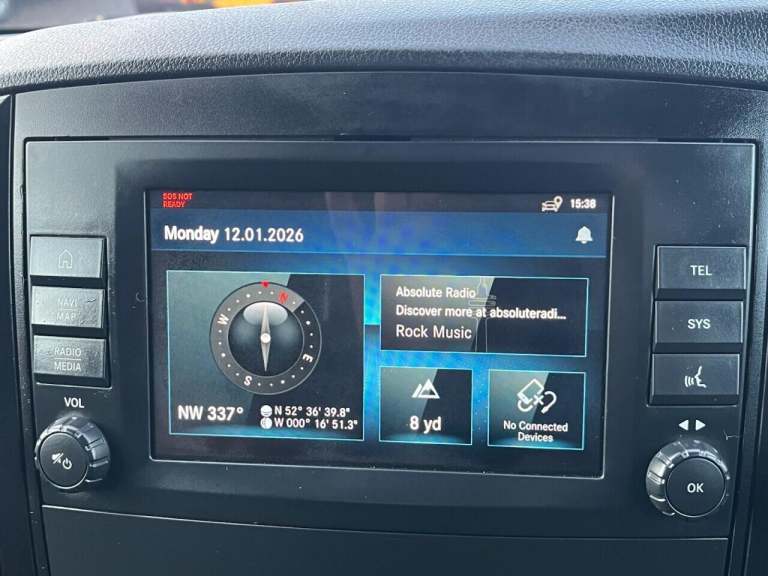 SOS NOT
READY
15:38
Monday 12.01.2026
N
W
E
S
NW 337°
N 52° 36' 39.8"
W 000° 16' 51.3"
Absolute Radio
Discover more at absoluteradi...
Rock Music
8 yd
No Connected
Devices
NAVI
MAP
RADIO
MEDIA
VOL
TEL
SYS
OK